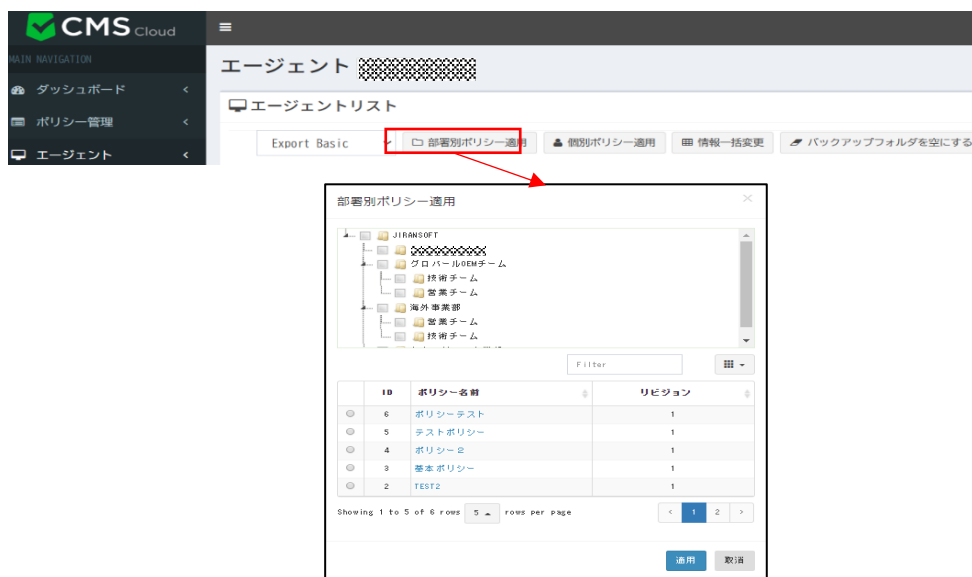 CMS Cloud
MAIN NAVIGATION
ダッシュボード
ポリシー管理
エージェント
エージェント
エージェントリスト
Export Basic 部署別ポリシー適用 個別ポリシー適用 情報一括変更 バックアップフォルダを空にする
部署別ポリシー適用
JIRANSOFT
グロバールOEMチーム
技術チーム
営業チーム
海外事業部
営業チーム
技術チーム
Filter
ID ポリシー名前 リビジョン
6 ポリシーテスト 1
5 テストポリシー 1
4 ポリシー2 1
3 基本ポリシー 1
2 TEST2 1
Showing 1 to 5 of 6 rows 5 rows per page < 1 2 >
適用 取消